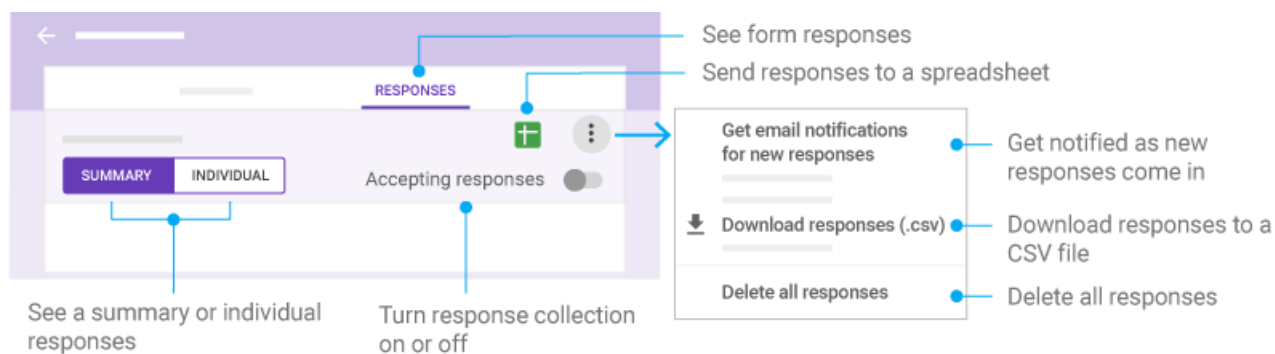 See form responses
Send responses to a spreadsheet
RESPONSES
SUMMARY
INDIVIDUAL
Accepting responses
See a summary or individual
responses
Turn response collection
on or off
Get email notifications
for new responses
Get notified as new
responses come in
Download responses (.csv)
Download responses to a
CSV file
Delete all responses
Delete all responses